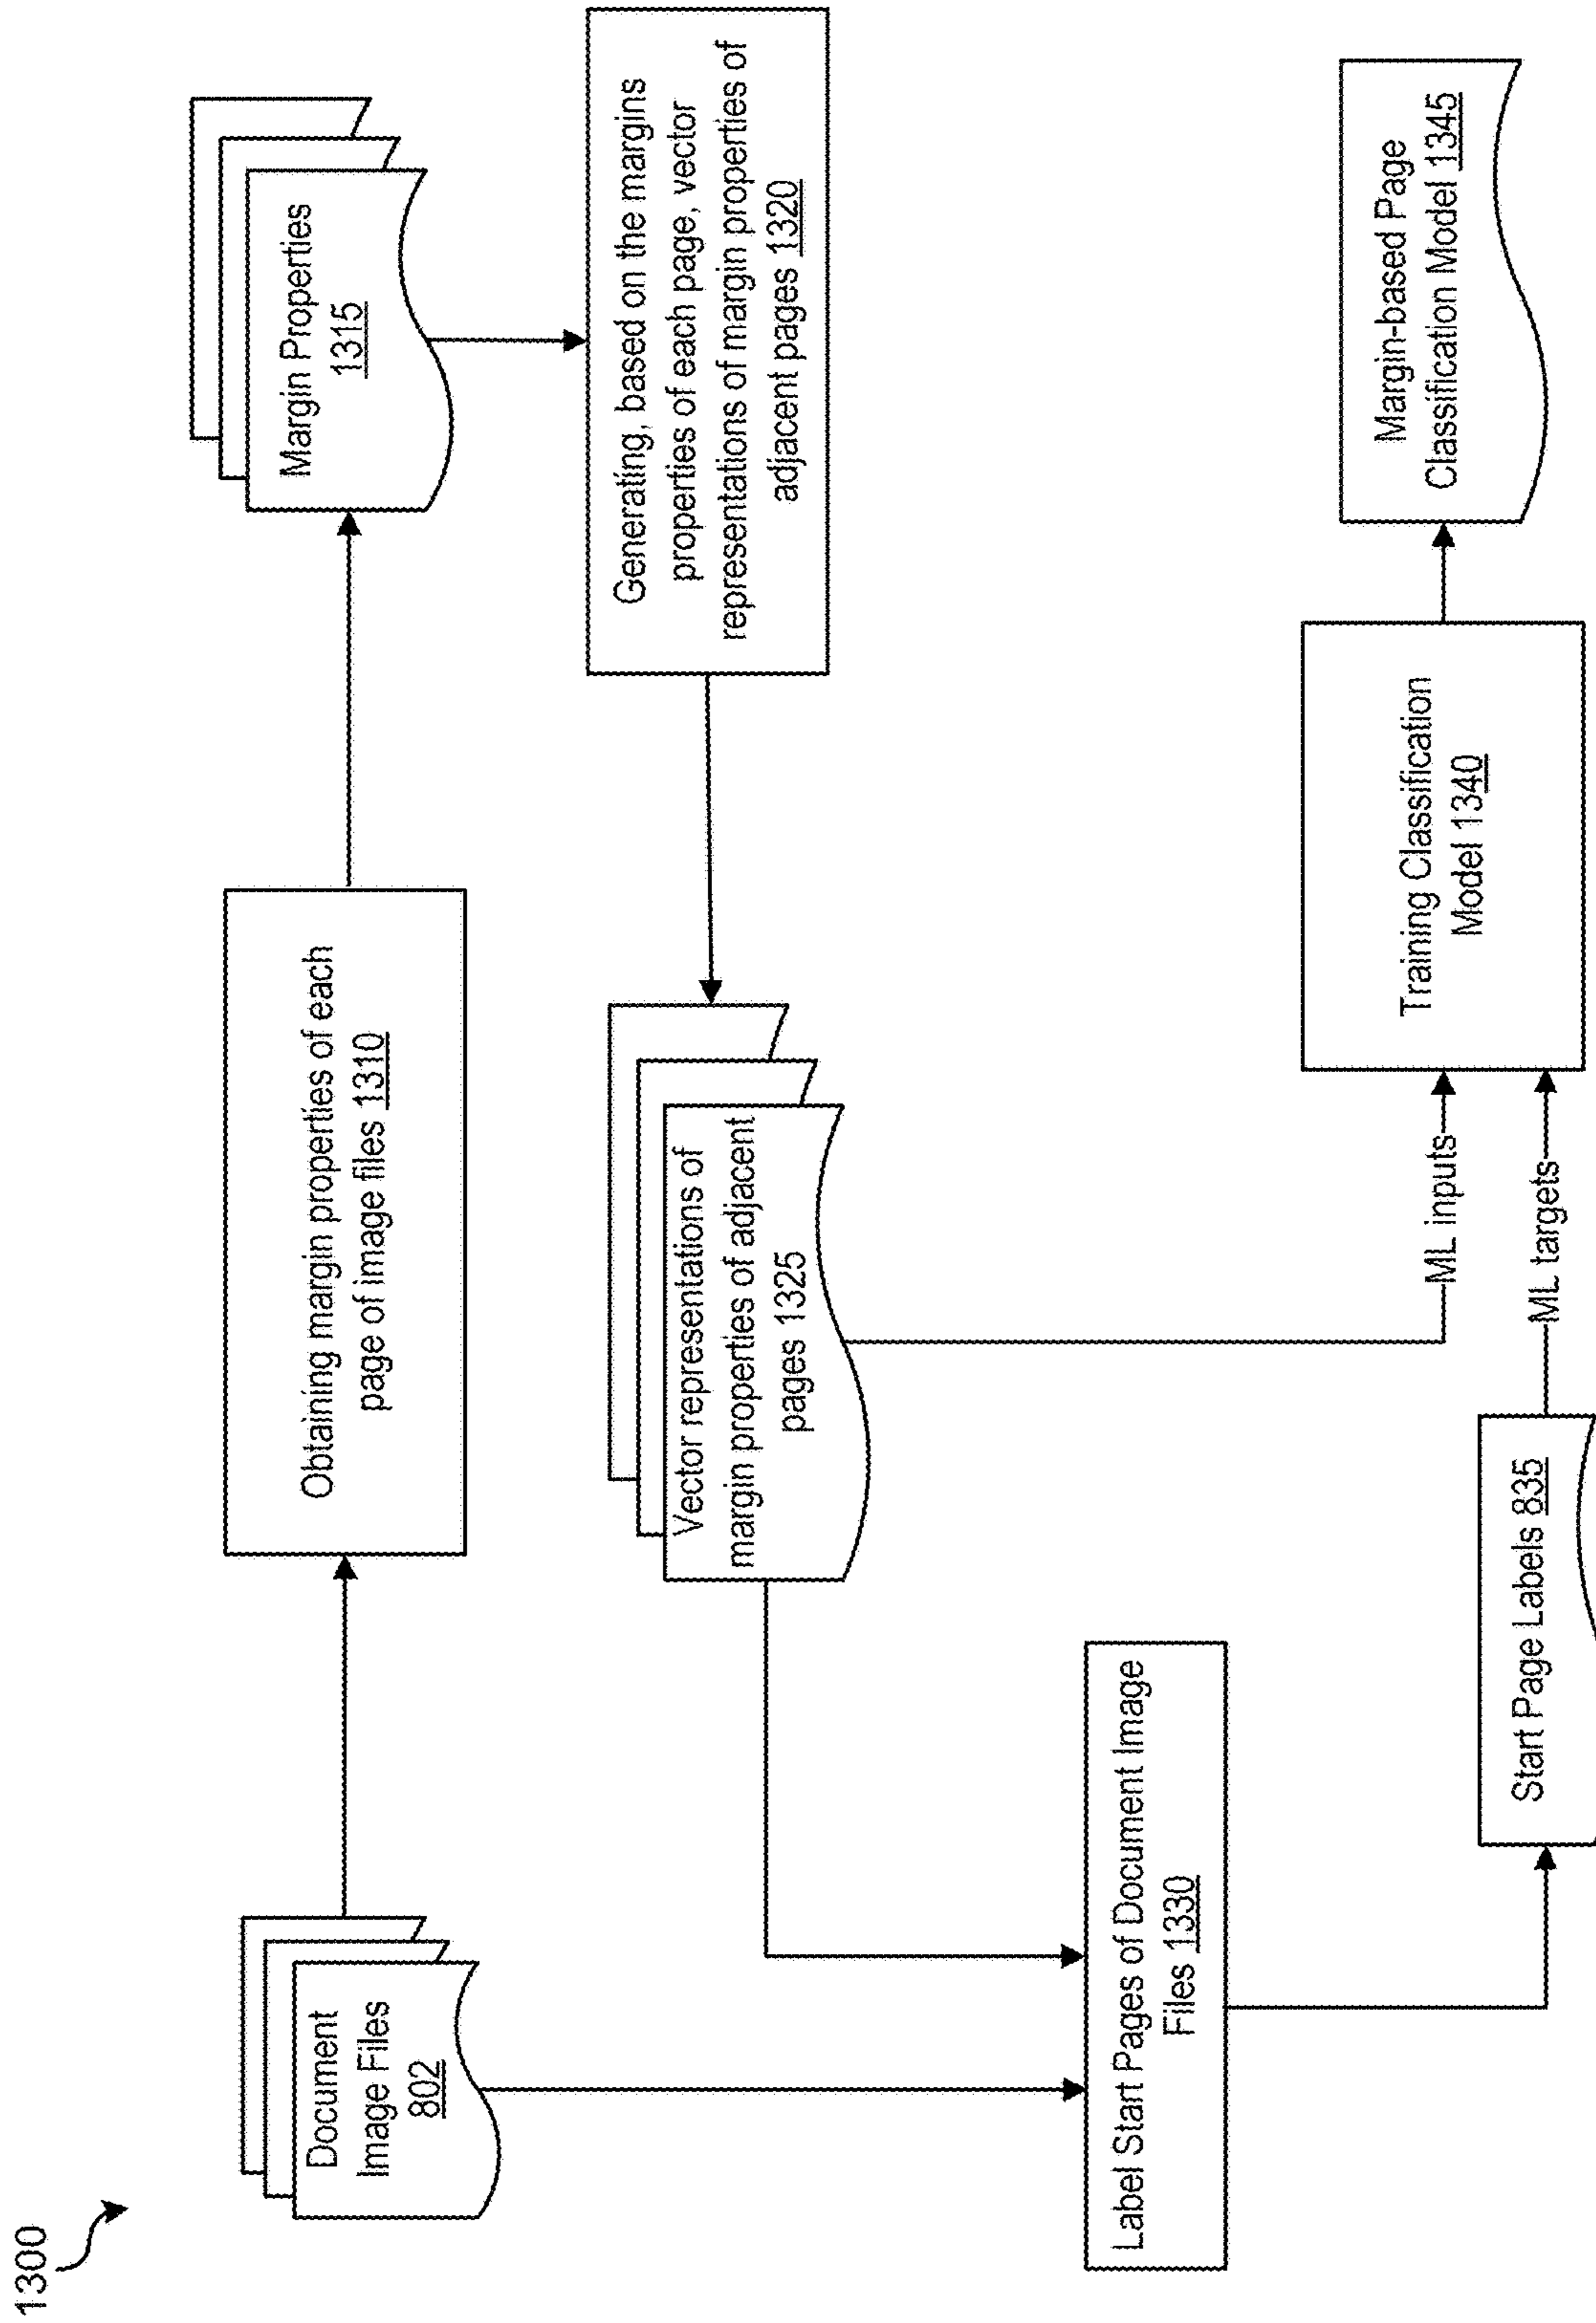 1300
Document
Image Files
802
Obtaining margin properties of each
page of image files 1310
Margin Properties
1315
Generating, based on the margins
properties of each page, vector
representations of margin properties of
adjacent pages 1320
Vector representations of
margin properties of adjacent
pages 1325
Label Start Pages of Document Image
Files 1330
Start Page Labels 835
ML inputs
ML targets
Training Classification
Model 1340
Margin-based Page
Classification Model 1345